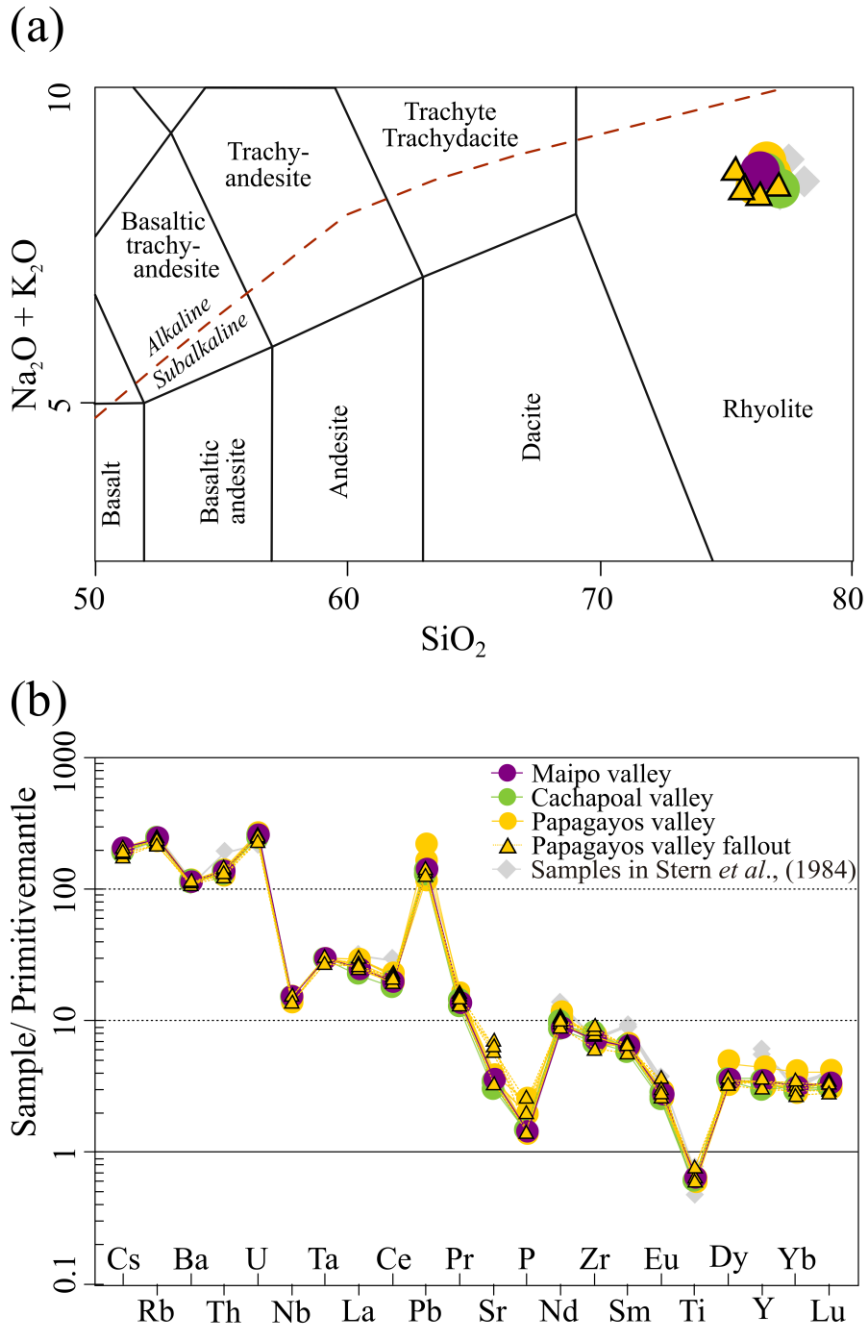 (a)
10
5
Na2O + K2O
Trachyte
Trachydacite
Trachy-
andesite
Basaltic
trachy-
andesite
Alkaline
Subalkaline
Basalt
Basaltic
andesite
Andesite
Dacite
Rhyolite
50 60 70 80
SiO2
(b)
1000
100
10
1
0.1
Sample/ Primitivemantle
Maipo valley
Cachapoal valley
Papagayos valley
Papagayos valley fallout
Samples in Stern et al., (1984)
Cs Ba U Ta Ce Pr P Zr Eu Dy Yb
Rb Th Nb La Pb Sr Nd Sm Ti Y Lu